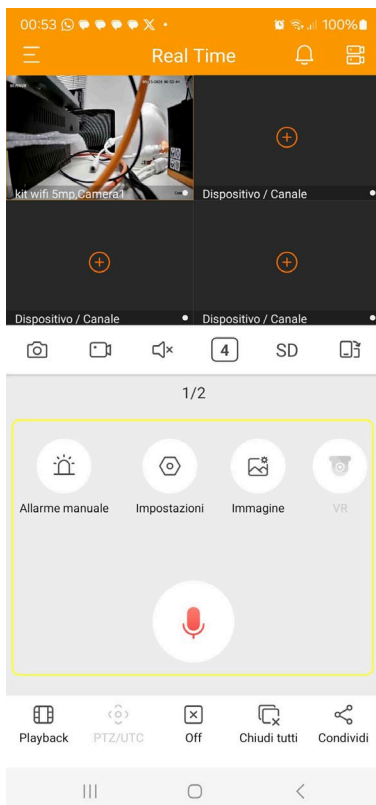 00:53
100%
Real Time
kit wifi 5mp,Camera1
Dispositivo / Canale
Dispositivo / Canale
Dispositivo / Canale
4
SD
1/2
Allarme manuale
Impostazioni
Immagine
VR
Playback
PTZ/UTC
Off
Chiudi tutti
Condividi